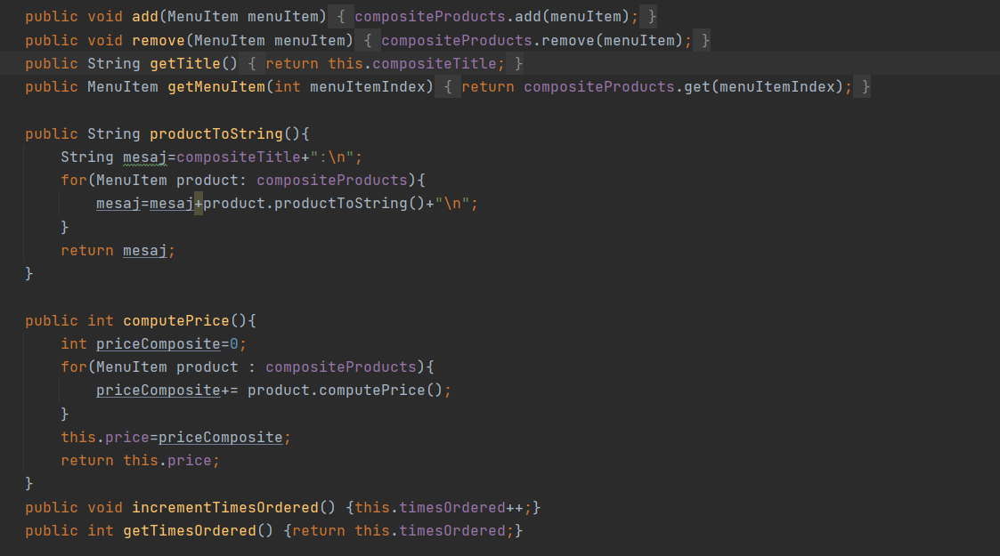 public void add(MenuItem menuItem) { compositeProducts.add(menuItem); }
public void remove(MenuItem menuItem) { compositeProducts.remove(menuItem); }
public String getTitle() { return this.compositeTitle; }
public MenuItem getMenuItem(int menuItemIndex) { return compositeProducts.get(menuItemIndex); }
public String productToString(){
String mesaj=compositeTitle+":\n";
for(MenuItem product: compositeProducts){
mesaj=mesaj+product.productToString()+"\n";
}
return mesaj;
}
public int computePrice(){
int priceComposite=0;
for(MenuItem product : compositeProducts){
priceComposite+= product.computePrice();
}
this.price=priceComposite;
return this.price;
}
public void incrementTimesOrdered() {this.timesOrdered++;}
public int getTimesOrdered() {return this.timesOrdered;}